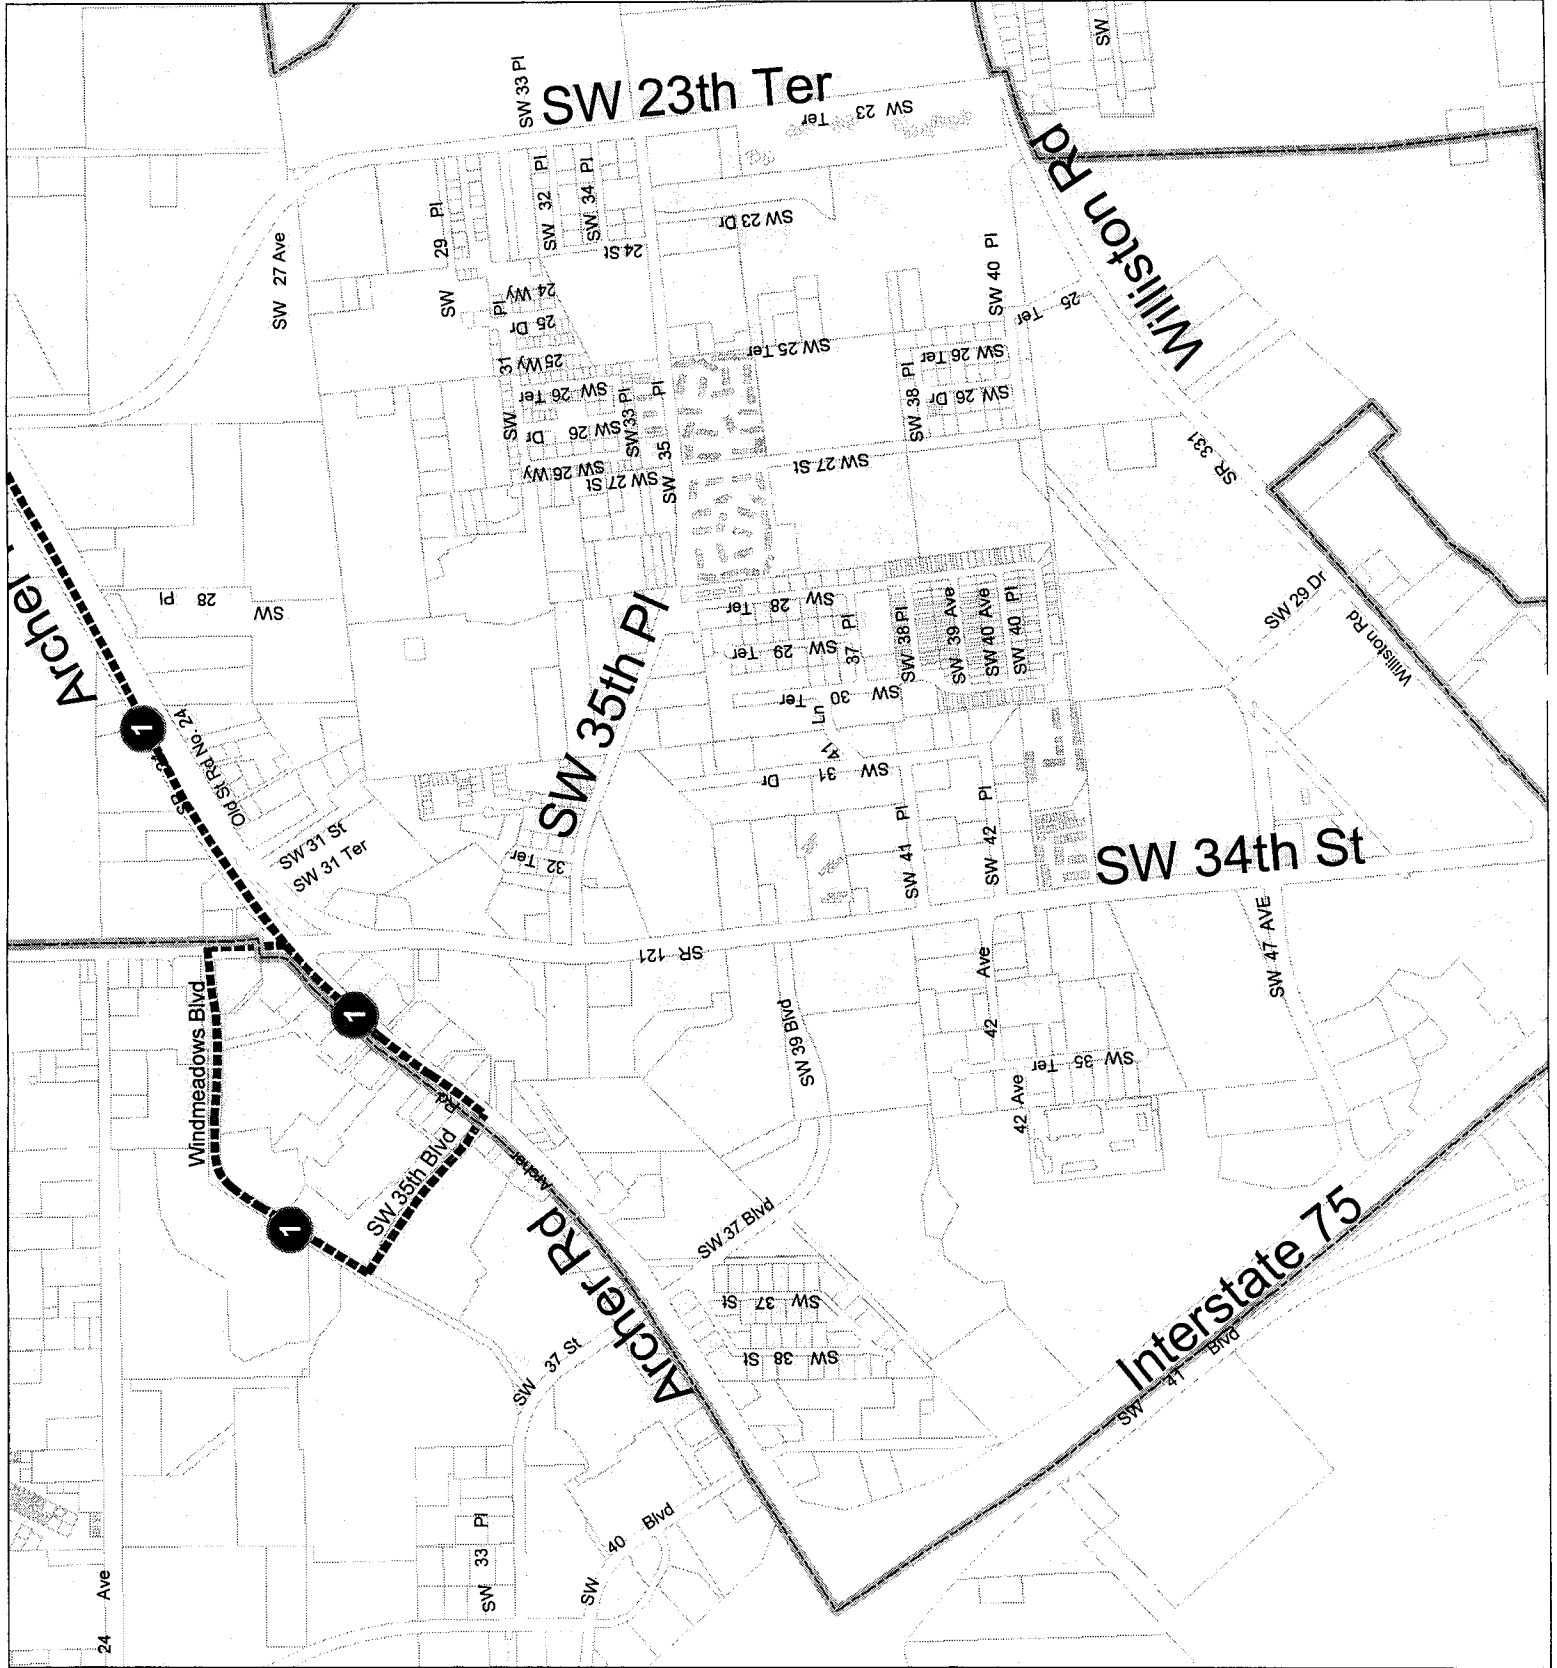 SW 33 Pl
SW 23th Ter
SW 23 Ter
SW
SW 27 Ave
SW 29 Pl
SW 32 Pl
SW 34 Pl
24 St
SW 23 Dr
Williston Rd
SW 31 Pl
24 Wy
25 Dr
25 Wy
SW 26 Ter
SW 26 Dr
SW 26 Wy
SW 27 St
SW 33 Pl
SW 35 Pl
SW 25 Ter
SW 27 St
SW 40 Pl
25 Ter
SW 38 Pl
SW 26 Ter
SW 26 Dr
SR 331
SW 29 Dr
Williston Rd
Archer
SW 28 Pl
1
Old St Rd No. 24
SW 31 St
SW 31 Ter
SW 35th Pl
32 Ter
SW 28 Ter
SW 29 Ter
SW 30 Ter
37 Pl
SW 38 Pl
SW 39 Ave
SW 40 Ave
SW 40 Pl
41 Ln
SW 31 Dr
SW 41 Pl
SW 42 Pl
SW 34th St
SR 121
SW 47 AVE
Windmeadows Blvd
1
Archer Rd
SW 35th Blvd
1
SW 39 Blvd
42 Ave
42 Ave
SW 35 Ter
SW 37 Blvd
Archer Rd
SW 37 St
SW 37 St
SW 38 St
Interstate 75
SW 41 Blvd
SW 33 Pl
SW 40 Blvd
24 Ave